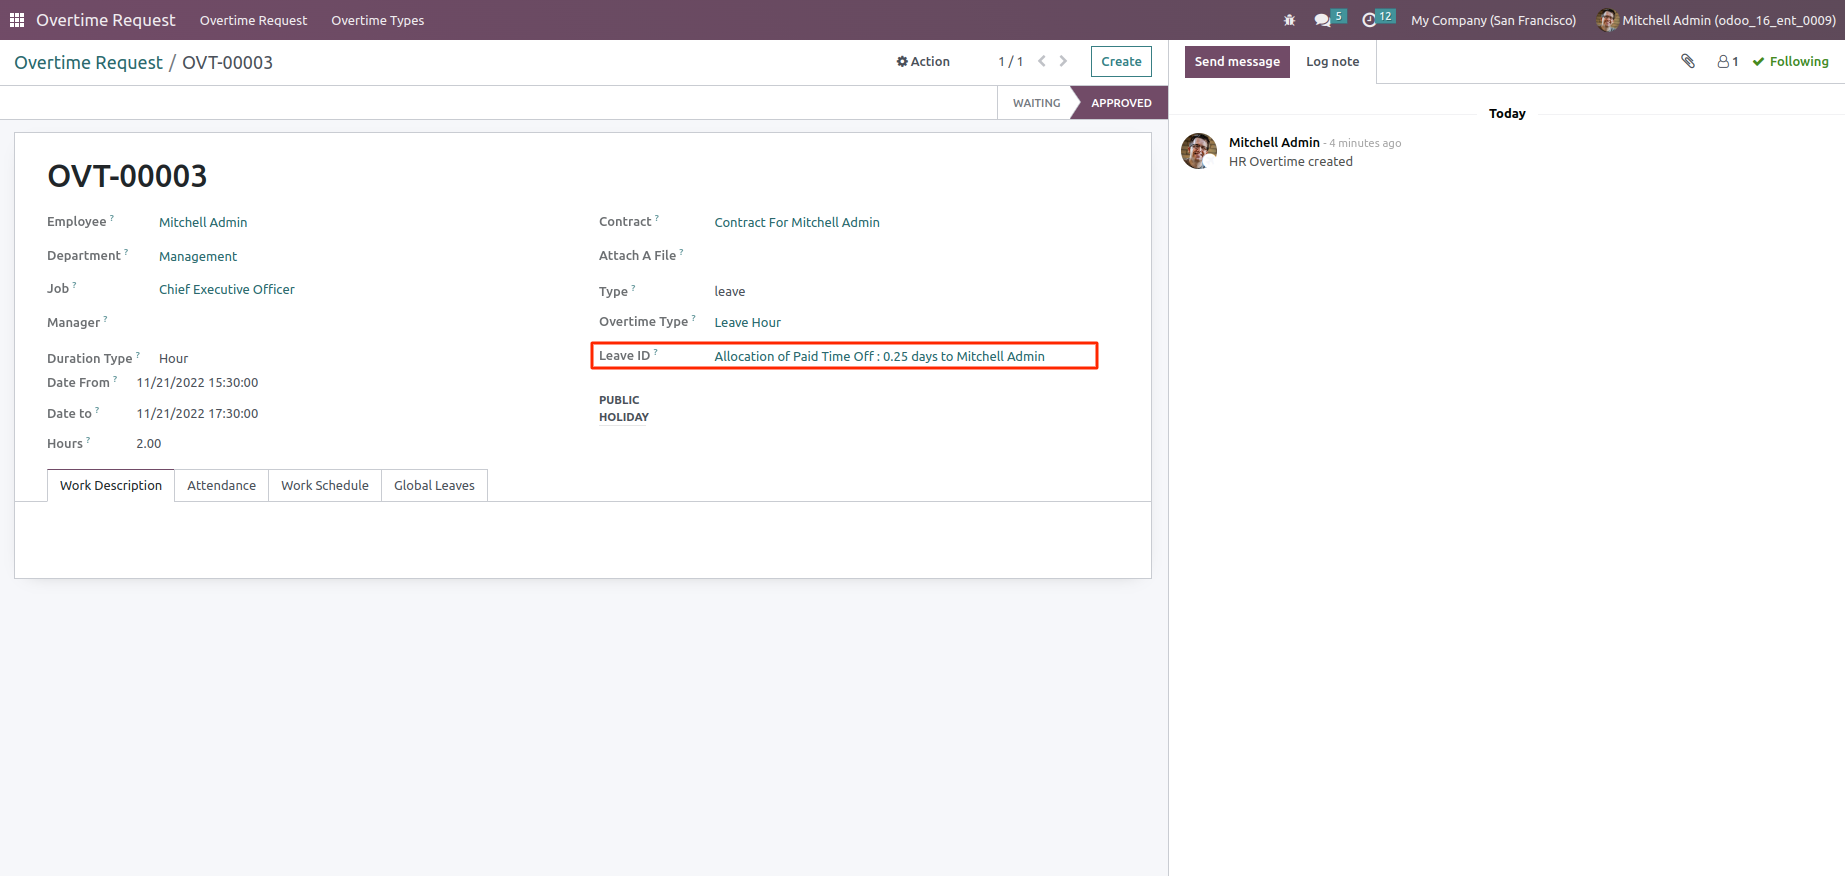 Overtime Request Overtime Request Overtime Types 5 12 My Company (San Francisco) Mitchell Admin (odoo_16_ent_0009)
Overtime Request / OVT-00003 Action 1 / 1 Create
Send message Log note 1 Following
WAITING APPROVED
OVT-00003
Employee ? Mitchell Admin
Department ? Management
Job ? Chief Executive Officer
Manager ?
Duration Type ? Hour
Date From ? 11/21/2022 15:30:00
Date to ? 11/21/2022 17:30:00
Hours ? 2.00
Contract ? Contract For Mitchell Admin
Attach A File ?
Type ? leave
Overtime Type ? Leave Hour
Leave ID ? Allocation of Paid Time Off : 0.25 days to Mitchell Admin
PUBLIC
HOLIDAY
Work Description Attendance Work Schedule Global Leaves
Today
Mitchell Admin - 4 minutes ago
HR Overtime created